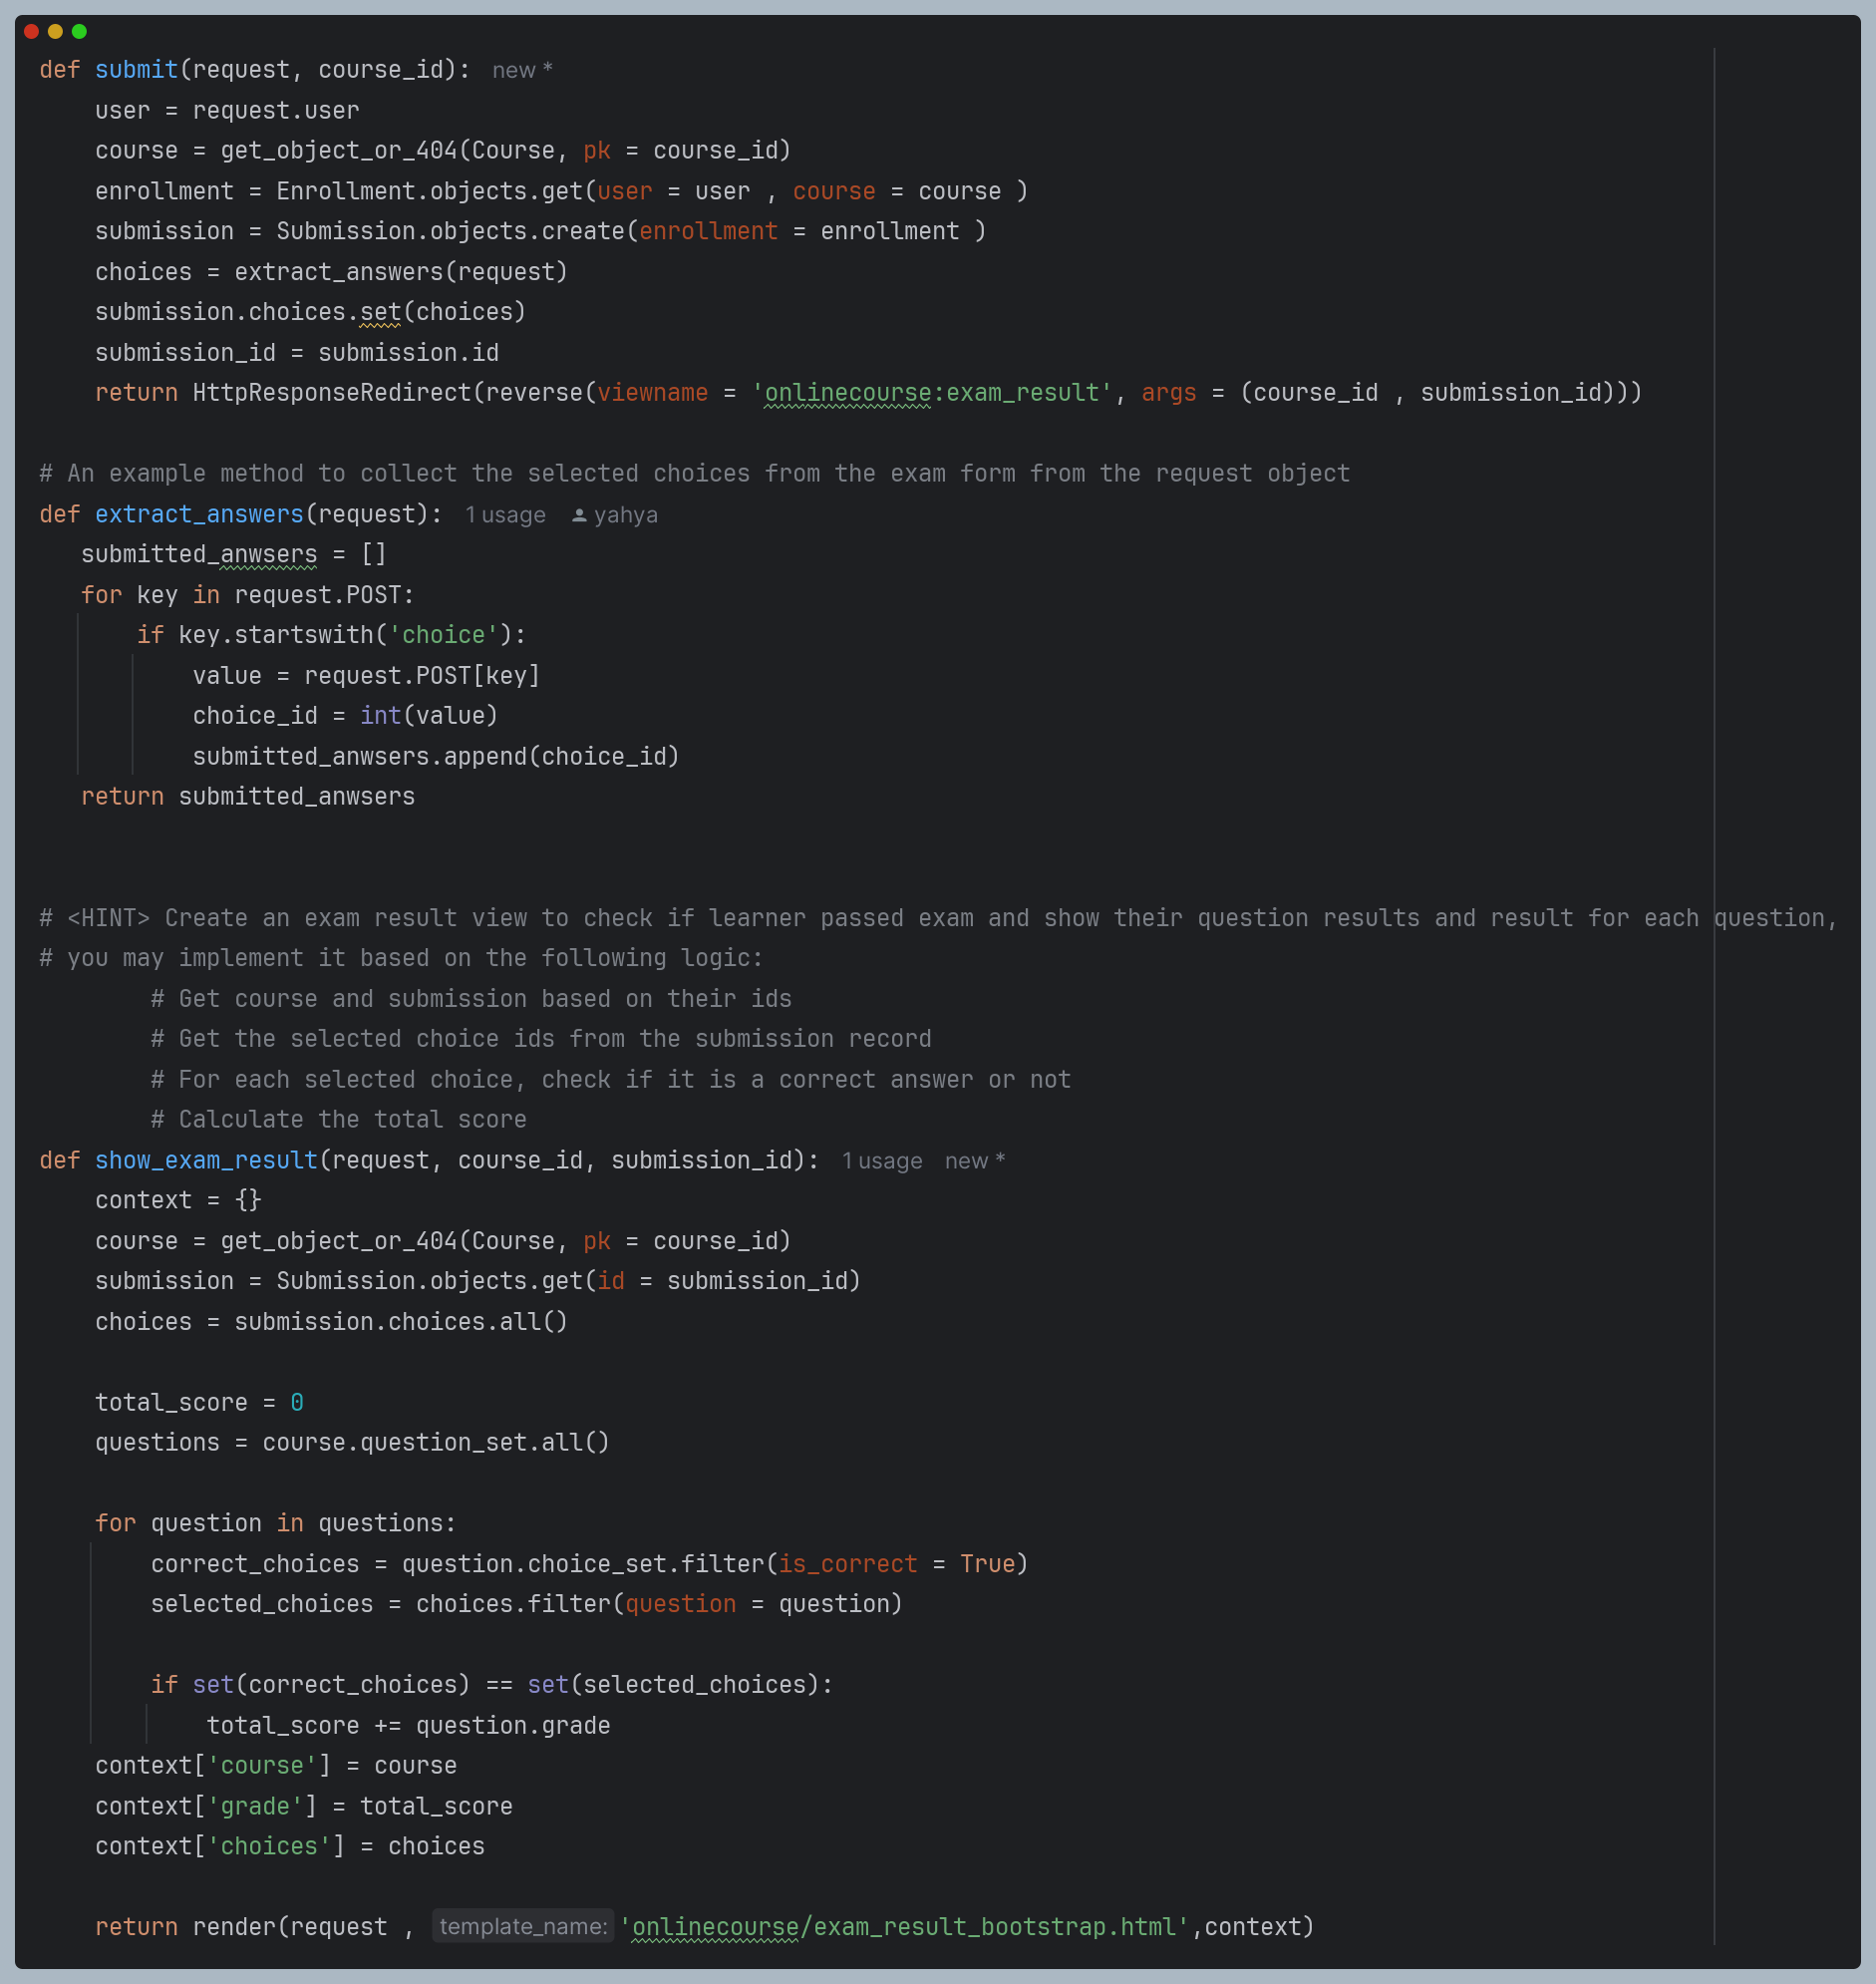 def submit(request, course_id): new *
    user = request.user
    course = get_object_or_404(Course, pk = course_id)
    enrollment = Enrollment.objects.get(user = user , course = course )
    submission = Submission.objects.create(enrollment = enrollment )
    choices = extract_answers(request)
    submission.choices.set(choices)
    submission_id = submission.id
    return HttpResponseRedirect(reverse(viewname = 'onlinecourse:exam_result', args = (course_id , submission_id)))
# An example method to collect the selected choices from the exam form from the request object
def extract_answers(request): 1 usage yahya
   submitted_anwsers = []
   for key in request.POST:
       if key.startswith('choice'):
           value = request.POST[key]
           choice_id = int(value)
           submitted_anwsers.append(choice_id)
   return submitted_anwsers
# <HINT> Create an exam result view to check if learner passed exam and show their question results and result for each question,
# you may implement it based on the following logic:
        # Get course and submission based on their ids
        # Get the selected choice ids from the submission record
        # For each selected choice, check if it is a correct answer or not
        # Calculate the total score
def show_exam_result(request, course_id, submission_id): 1 usage new *
    context = {}
    course = get_object_or_404(Course, pk = course_id)
    submission = Submission.objects.get(id = submission_id)
    choices = submission.choices.all()
    total_score = 0
    questions = course.question_set.all()
    for question in questions:
        correct_choices = question.choice_set.filter(is_correct = True)
        selected_choices = choices.filter(question = question)
        if set(correct_choices) == set(selected_choices):
            total_score += question.grade
    context['course'] = course
    context['grade'] = total_score
    context['choices'] = choices
    return render(request , template_name: 'onlinecourse/exam_result_bootstrap.html',context)